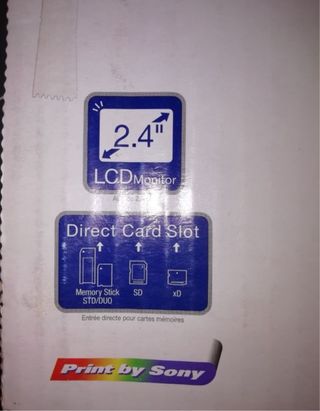 2.4"
LCD Monitor
Direct Card Slot
Memory Stick
STD/DUO
SD
xD
Entrée directe pour cartes mémoires
Print by Sony